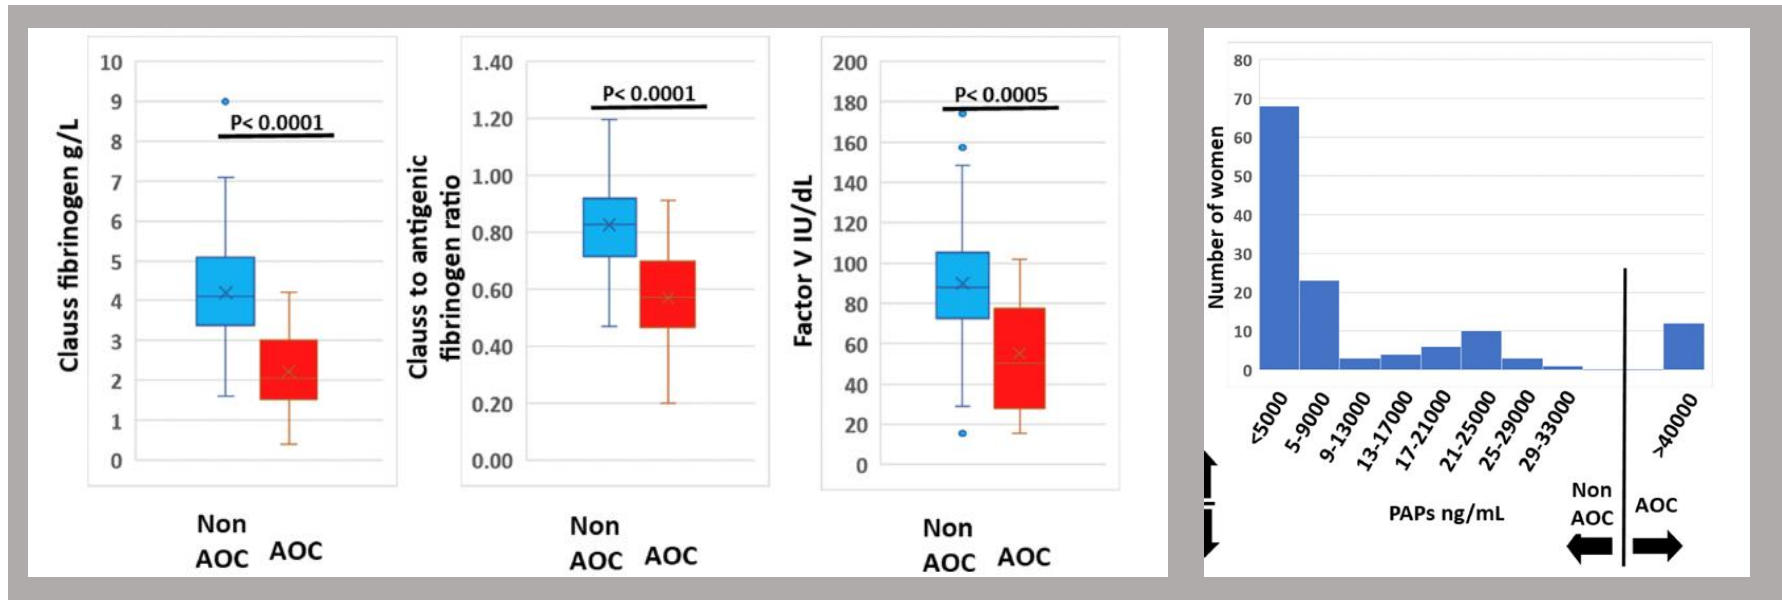 Clauss fibrinogen g/L
10
9
8
7
6
5
4
3
2
1
0
P< 0.0001
Non
AOC
AOC
Clauss to antigenic
fibrinogen ratio
1.40
1.20
1.00
0.80
0.60
0.40
0.20
0.00
P< 0.0001
Non
AOC
AOC
Factor V IU/dL
200
180
160
140
120
100
80
60
40
20
0
P< 0.0005
Non
AOC
AOC
Number of women
80
70
60
50
40
30
20
10
0
<5000
5-9000
9-13000
13-17000
17-21000
21-25000
25-29000
29-33000
>40000
PAPs ng/mL
Non
AOC
AOC